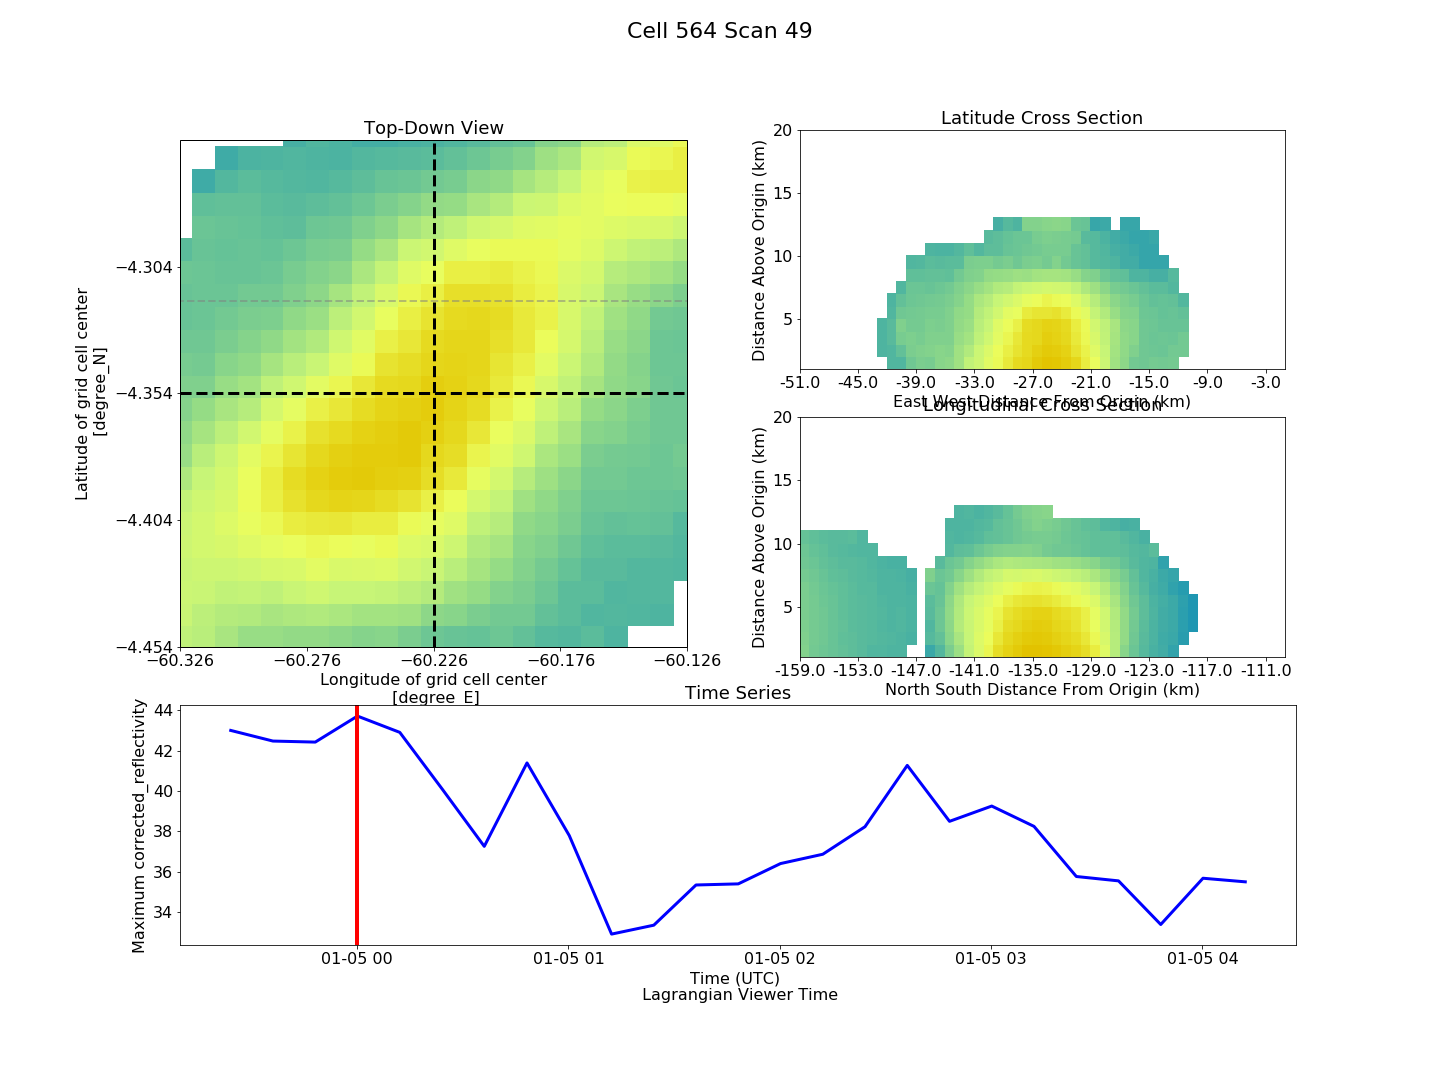 Cell 564 Scan 49
Top-Down View
Latitude of grid cell center
[degree_N]
−4.304
−4.354
−4.404
−4.454
−60.326 −60.276 −60.226 −60.176 −60.126
Longitude of grid cell center
[degree_E]
Latitude Cross Section
Distance Above Origin (km)
20
15
10
5
-51.0 -45.0 -39.0 -33.0 -27.0 -21.0 -15.0 -9.0 -3.0
East West Distance From Origin (km)
Longitudinal Cross Section
Distance Above Origin (km)
20
15
10
5
-159.0 -153.0 -147.0 -141.0 -135.0 -129.0 -123.0 -117.0 -111.0
North South Distance From Origin (km)
Time Series
Maximum corrected_reflectivity
44
42
40
38
36
34
01-05 00 01-05 01 01-05 02 01-05 03 01-05 04
Time (UTC)
Lagrangian Viewer Time